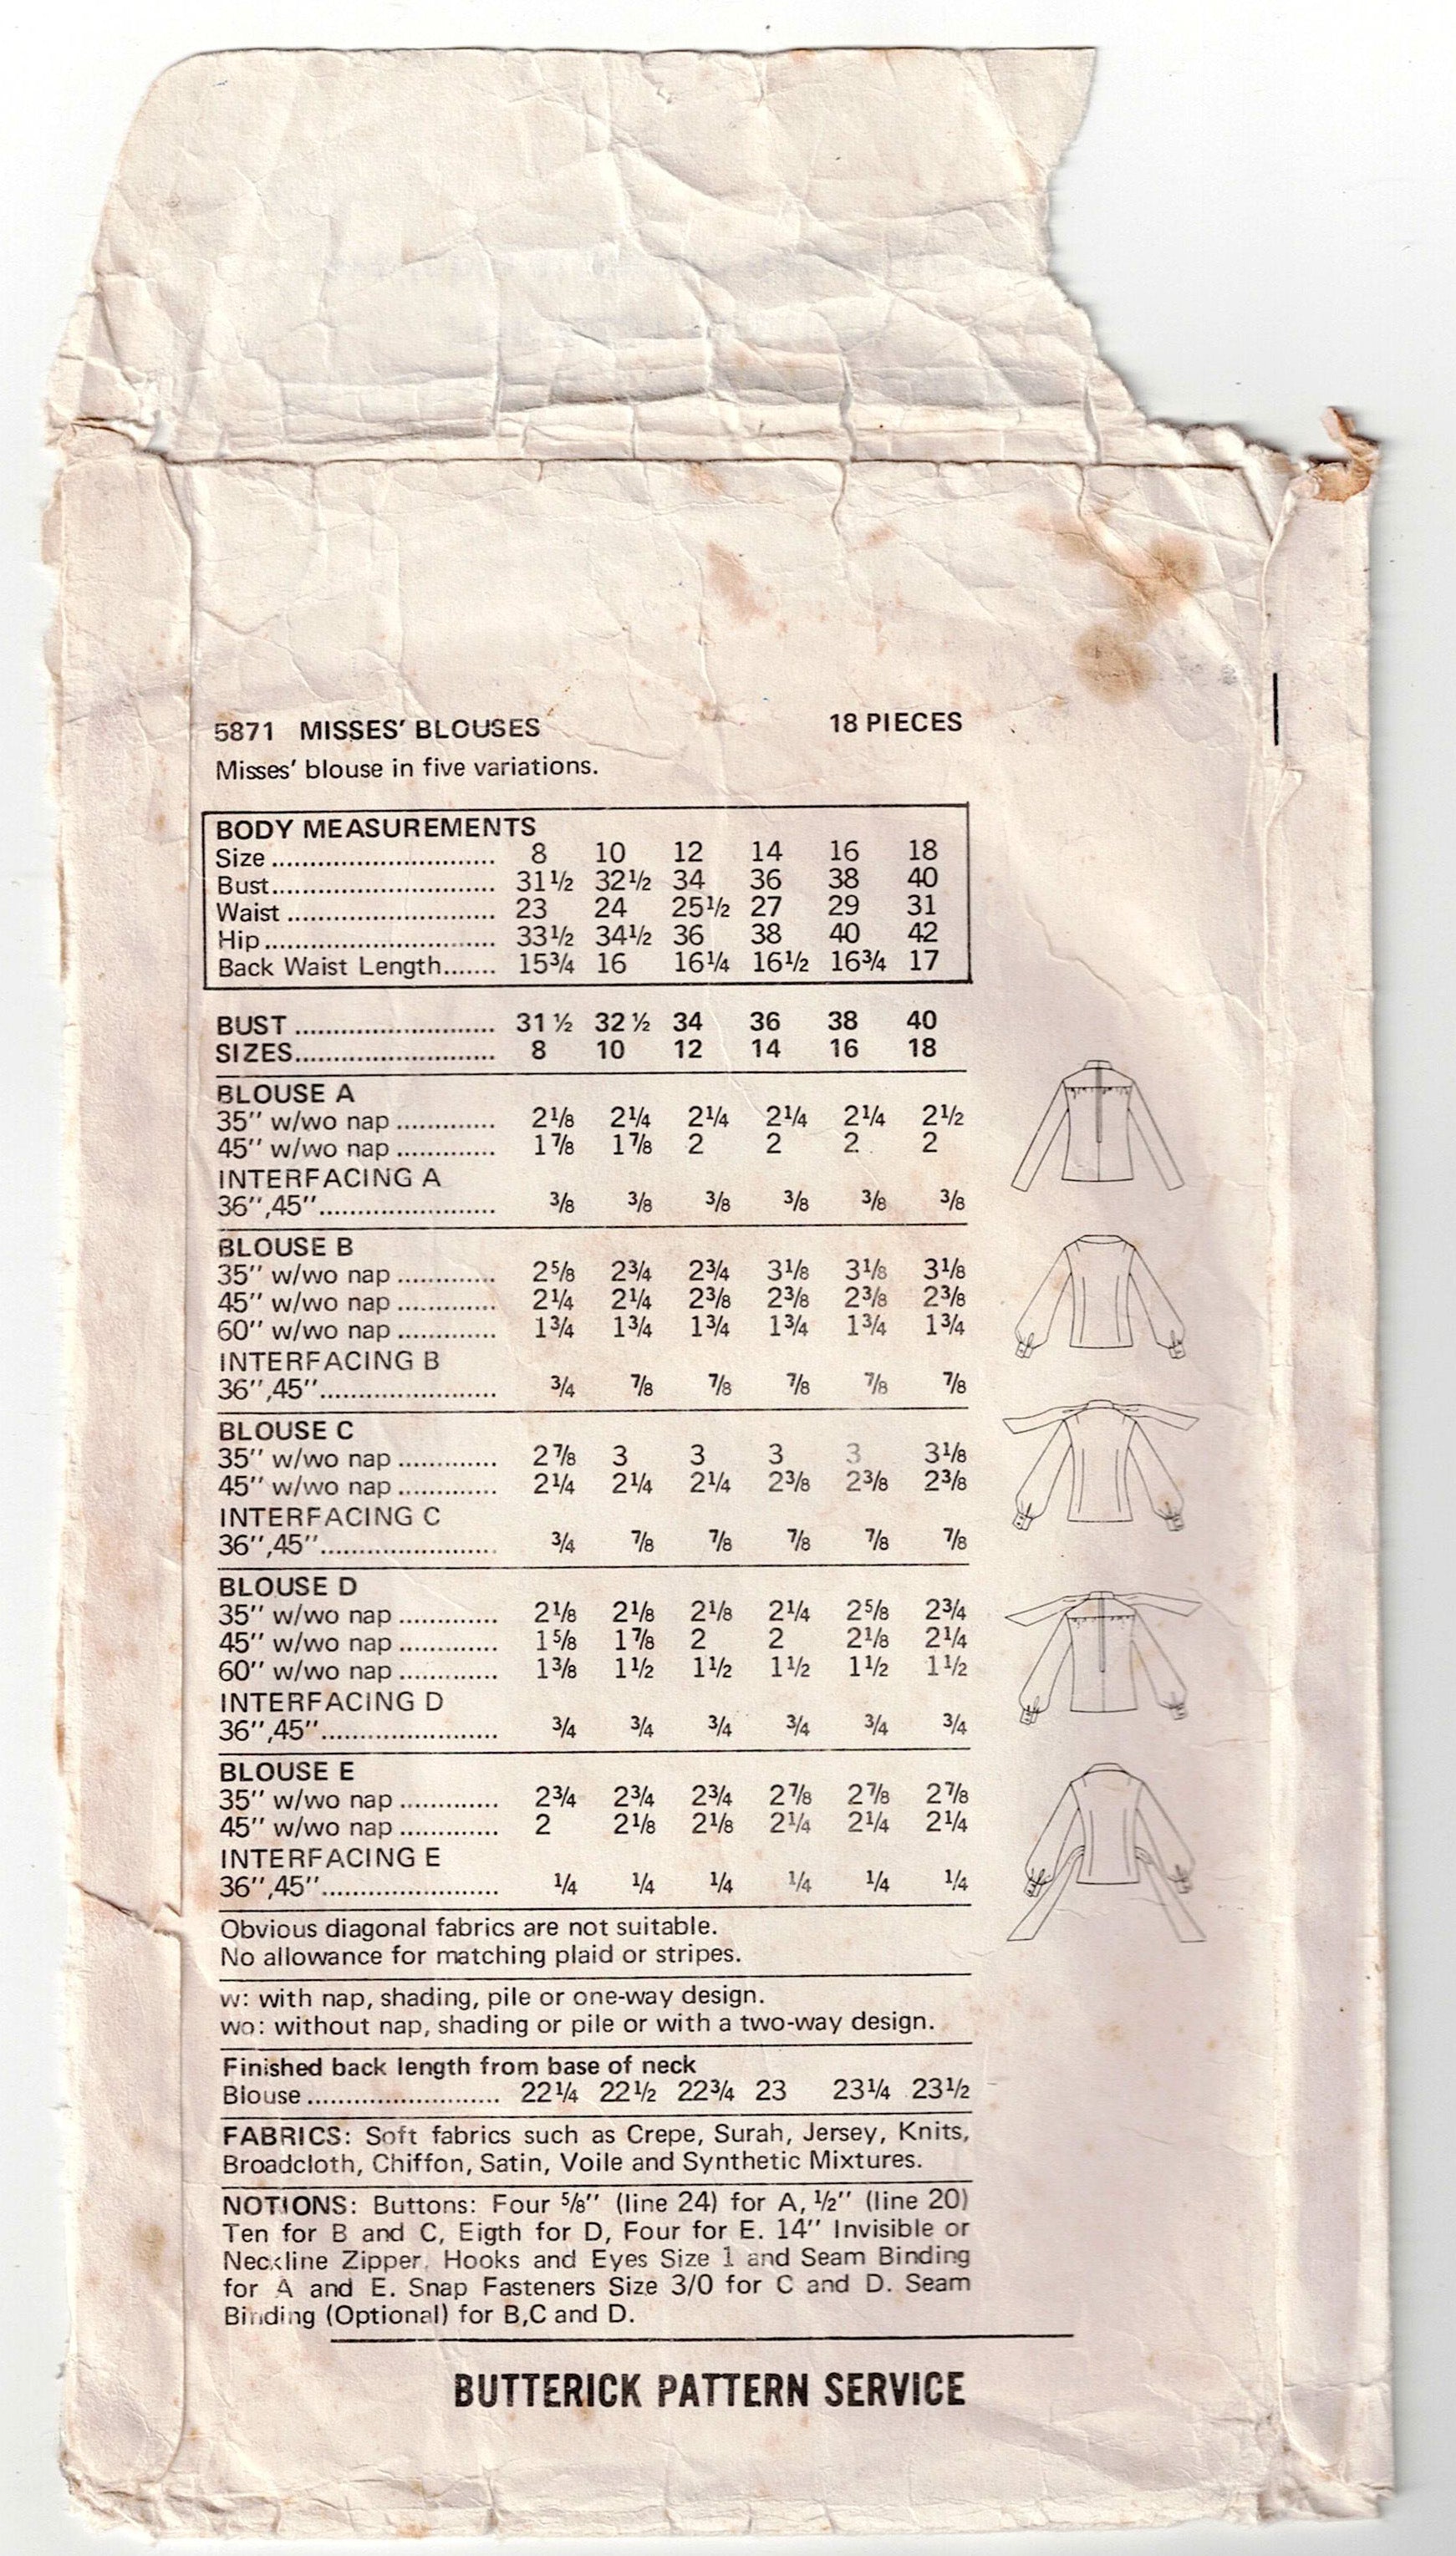 5871 MISSES' BLOUSES 18 PIECES
Misses' blouse in five variations.
BODY MEASUREMENTS
Size ............................ 8 10 12 14 16 18
Bust............................ 31½ 32½ 34 36 38 40
Waist .......................... 23 24 25½ 27 29 31
Hip............................. 33½ 34½ 36 38 40 42
Back Waist Length....... 15¾ 16 16¼ 16½ 16¾ 17
BUST ......................... 31 ½ 32 ½ 34 36 38 40
SIZES......................... 8 10 12 14 16 18
BLOUSE A
35" w/wo nap ............. 2⅛ 2¼ 2¼ 2¼ 2¼ 2½
45" w/wo nap ............. 1⅞ 1⅞ 2 2 2 2
INTERFACING A
36",45"....................... ⅜ ⅜ ⅜ ⅜ ⅜ ⅜
BLOUSE B
35" w/wo nap ............. 2⅝ 2¾ 2¾ 3⅛ 3⅛ 3⅛
45" w/wo nap ............. 2¼ 2¼ 2⅜ 2⅜ 2⅜ 2⅜
60" w/wo nap ............. 1¾ 1¾ 1¾ 1¾ 1¾ 1¾
INTERFACING B
36",45"....................... ¾ ⅞ ⅞ ⅞ ⅞ ⅞
BLOUSE C
35" w/wo nap ............. 2⅞ 3 3 3 3 3⅛
45" w/wo nap ............. 2¼ 2¼ 2¼ 2⅜ 2⅜ 2⅜
INTERFACING C
36",45"....................... ¾ ⅞ ⅞ ⅞ ⅞ ⅞
BLOUSE D
35" w/wo nap ............. 2⅛ 2⅛ 2⅛ 2¼ 2⅝ 2¾
45" w/wo nap ............. 1⅝ 1⅞ 2 2 2⅛ 2¼
60" w/wo nap ............. 1⅜ 1½ 1½ 1½ 1½ 1½
INTERFACING D
36",45"....................... ¾ ¾ ¾ ¾ ¾ ¾
BLOUSE E
35" w/wo nap ............. 2¾ 2¾ 2¾ 2⅞ 2⅞ 2⅞
45" w/wo nap ............. 2 2⅛ 2⅛ 2¼ 2¼ 2¼
INTERFACING E
36",45"....................... ¼ ¼ ¼ ¼ ¼ ¼
Obvious diagonal fabrics are not suitable.
No allowance for matching plaid or stripes.
w: with nap, shading, pile or one-way design.
wo: without nap, shading or pile or with a two-way design.
Finished back length from base of neck
Blouse ......................... 22¼ 22½ 22¾ 23 23¼ 23½
FABRICS: Soft fabrics such as Crepe, Surah, Jersey, Knits,
Broadcloth, Chiffon, Satin, Voile and Synthetic Mixtures.
NOTIONS: Buttons: Four ⅝" (line 24) for A, ½" (line 20)
Ten for B and C, Eigth for D, Four for E. 14" Invisible or
Neckline Zipper. Hooks and Eyes Size 1 and Seam Binding
for A and E. Snap Fasteners Size 3/0 for C and D. Seam
Binding (Optional) for B,C and D.
BUTTERICK PATTERN SERVICE